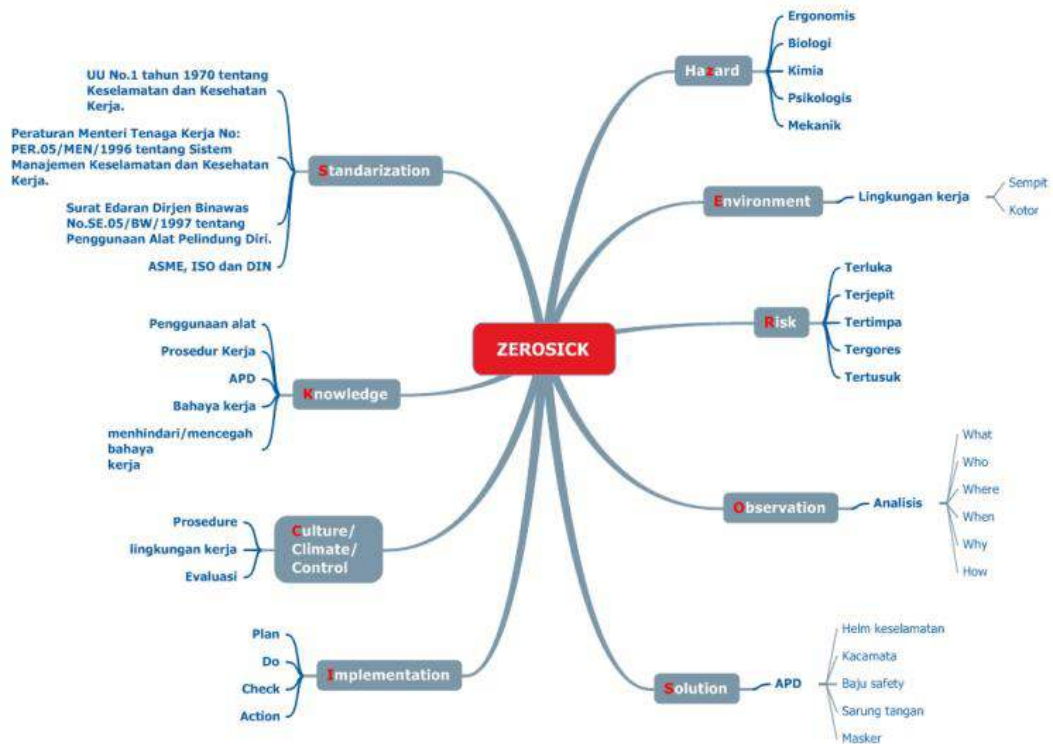 ZEROSICK
Hazard
Ergonomis
Biologi
Kimia
Psikologis
Mekanik
Environment
Lingkungan kerja
Sempit
Kotor
Risk
Terluka
Terjepit
Tertimpa
Tergores
Tertusuk
Observation
Analisis
What
Who
Where
When
Why
How
Solution
APD
Helm keselamatan
Kacamata
Baju safety
Sarung tangan
Masker
Implementation
Plan
Do
Check
Action
Culture/
Climate/
Control
Prosedure
lingkungan kerja
Evaluasi
Knowledge
Penggunaan alat
Prosedur Kerja
APD
Bahaya kerja
menhindari/mencegah
bahaya
kerja
Standarization
UU No.1 tahun 1970 tentang
Keselamatan dan Kesehatan
Kerja.
Peraturan Menteri Tenaga Kerja No:
PER.05/MEN/1996 tentang Sistem
Manajemen Keselamatan dan Kesehatan
Kerja.
Surat Edaran Dirjen Binawas
No.SE.05/BW/1997 tentang
Penggunaan Alat Pelindung Diri.
ASME, ISO dan DIN